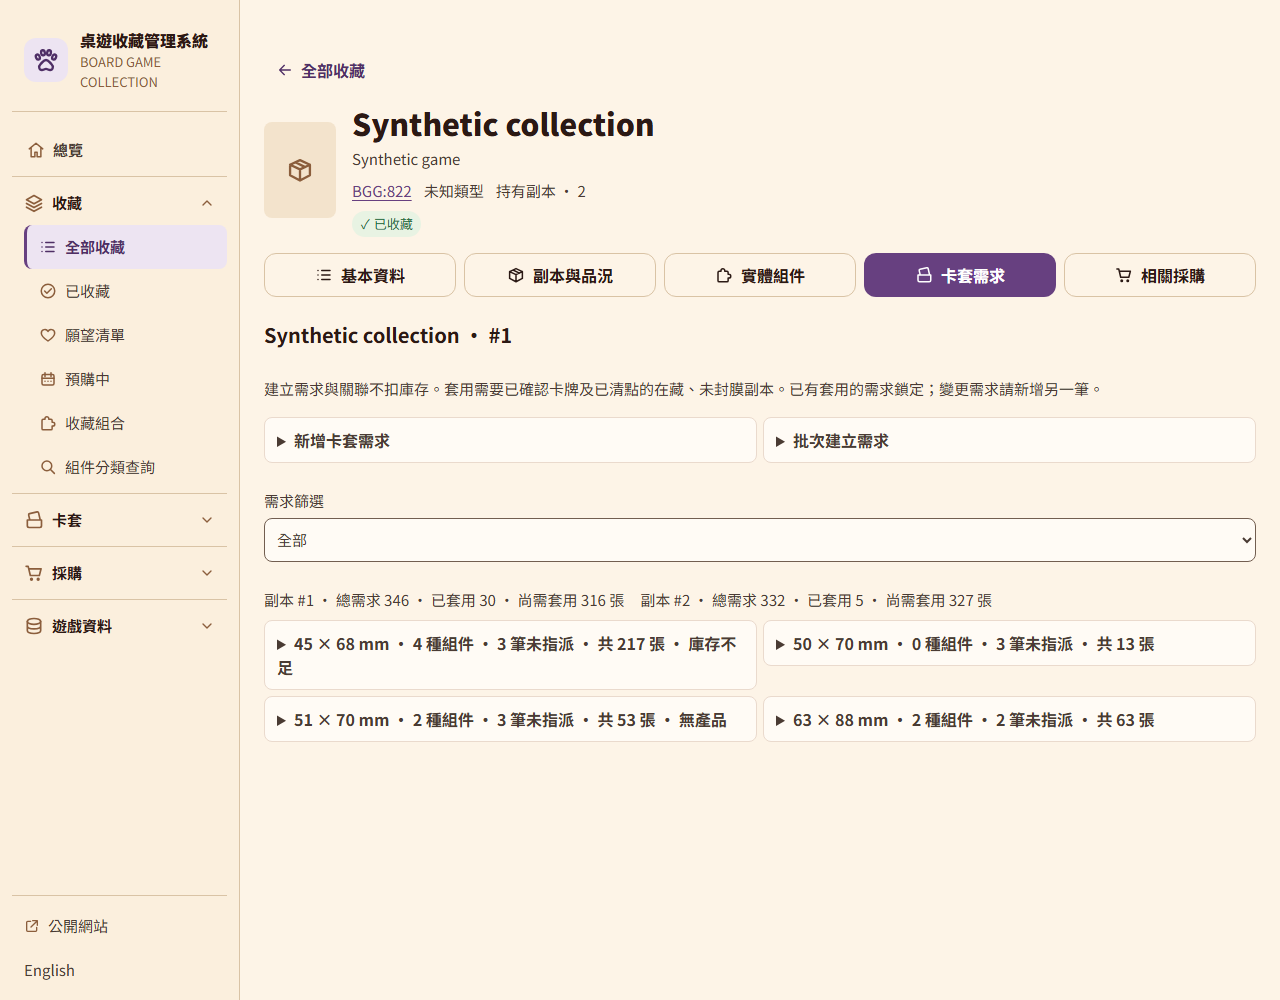 桌遊收藏管理系統
BOARD GAME
COLLECTION
總覽
收藏
全部收藏
已收藏
願望清單
預購中
收藏組合
組件分類查詢
卡套
採購
遊戲資料
公開網站
English
← 全部收藏
Synthetic collection
Synthetic game
BGG:822 未知類型 持有副本 • 2
✓ 已收藏
基本資料
副本與品況
實體組件
卡套需求
相關採購
Synthetic collection • #1
建立需求與關聯不扣庫存。套用需要已確認卡牌及已清點的在藏、未封膜副本。已有套用的需求鎖定；變更需求請新增另一筆。
▶ 新增卡套需求
▶ 批次建立需求
需求篩選
全部
副本 #1 • 總需求 346 • 已套用 30 • 尚需套用 316 張 副本 #2 • 總需求 332 • 已套用 5 • 尚需套用 327 張
▶ 45 × 68 mm • 4 種組件 • 3 筆未指派 • 共 217 張 • 庫存不
足
▶ 50 × 70 mm • 0 種組件 • 3 筆未指派 • 共 13 張
▶ 51 × 70 mm • 2 種組件 • 3 筆未指派 • 共 53 張 • 無產品
▶ 63 × 88 mm • 2 種組件 • 2 筆未指派 • 共 63 張